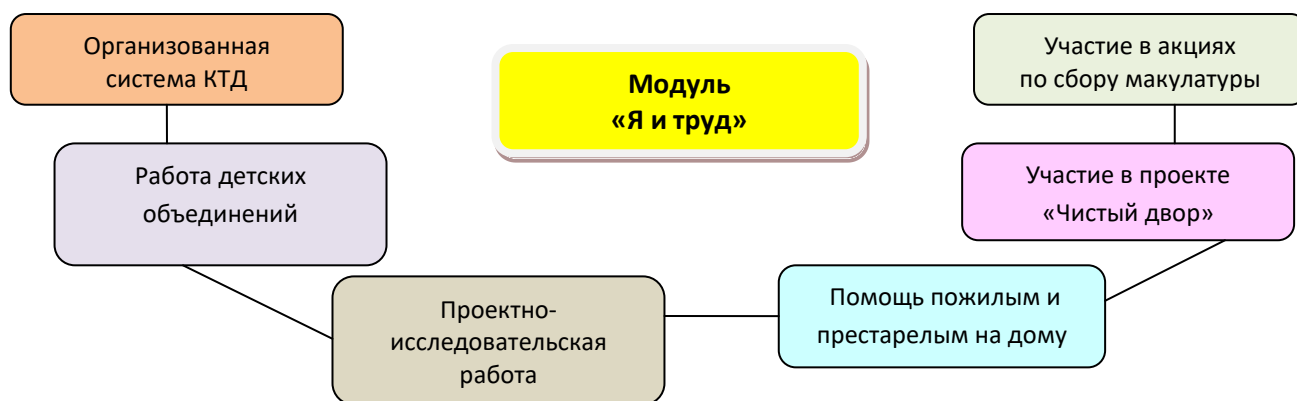 Организованная
система КТД
Модуль
«Я и труд»
Участие в акциях
по сбору макулатуры
Работа детских
объединений
Участие в проекте
«Чистый двор»
Проектно-
исследовательская
работа
Помощь пожилым и
престарелым на дому